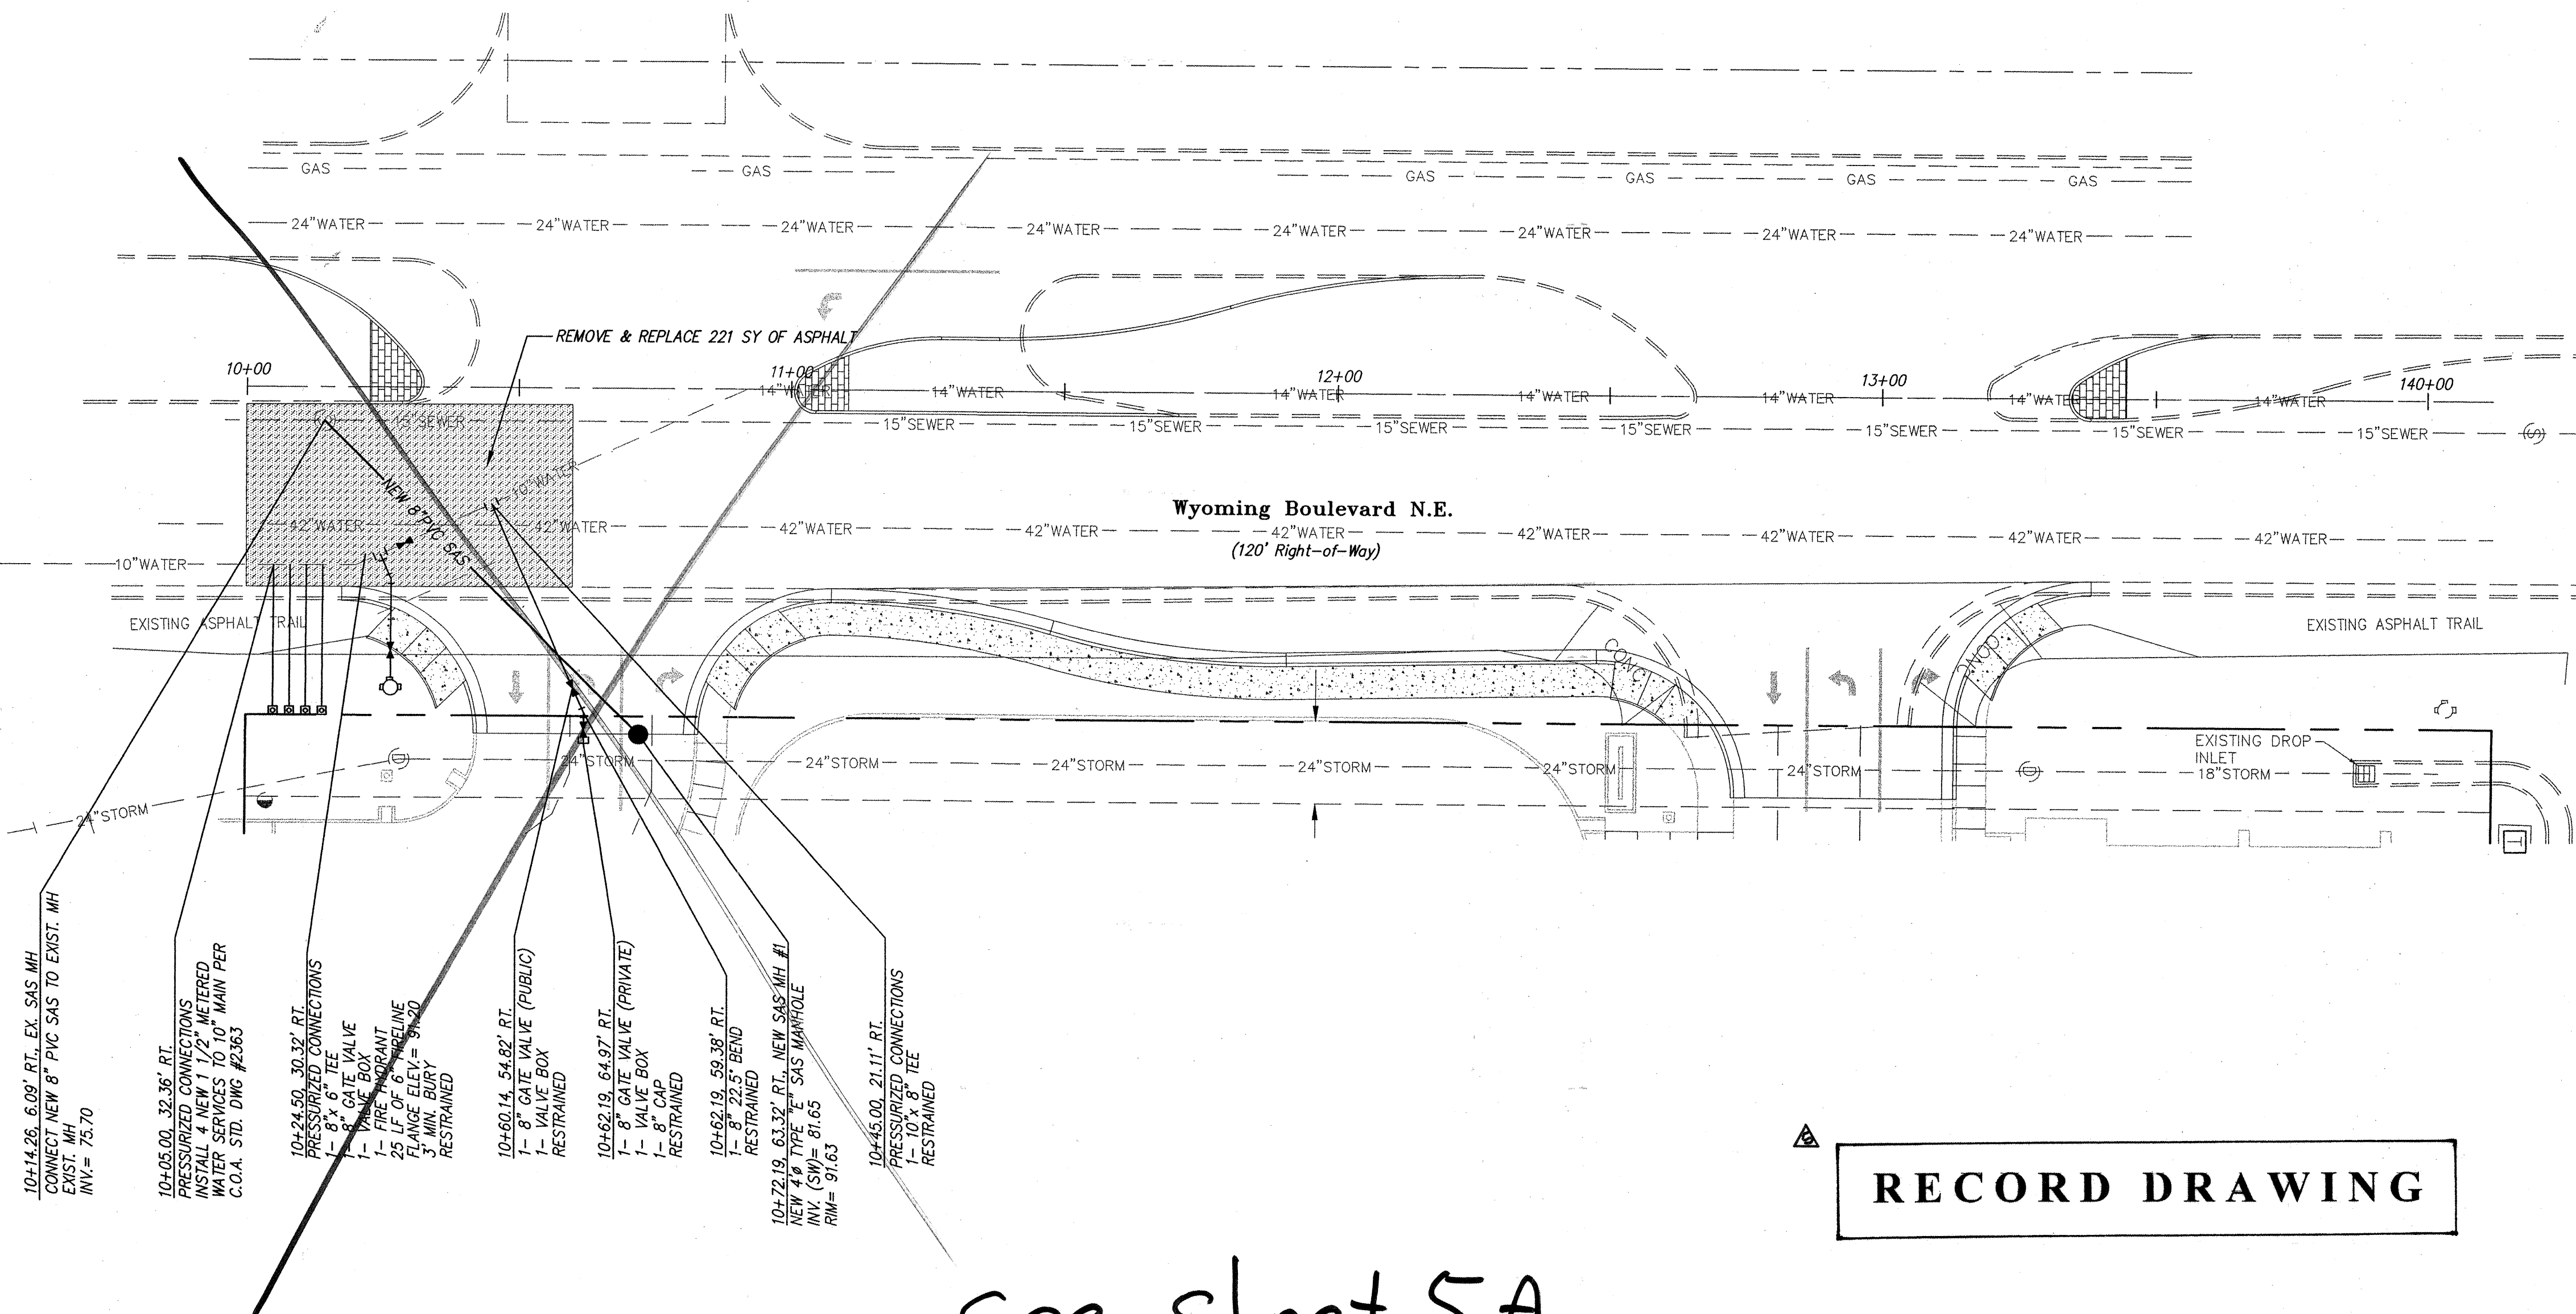 GAS GAS GAS GAS GAS GAS
24"WATER 24"WATER 24"WATER 24"WATER 24"WATER 24"WATER 24"WATER 24"WATER
REMOVE & REPLACE 221 SY OF ASPHALT
10+00 11+00 12+00 13+00 140+00
14"WATER 14"WATER 14"WATER 14"WATER 14"WATER 14"WATER 14"WATER
15"SEWER 15"SEWER 15"SEWER 15"SEWER 15"SEWER 15"SEWER 15"SEWER 15"SEWER
(S)
NEW 8"PVC SAS
10"WATER
Wyoming Boulevard N.E.
42"WATER 42"WATER 42"WATER 42"WATER 42"WATER 42"WATER 42"WATER 42"WATER 42"WATER
(120' Right-of-Way)
10"WATER
EXISTING ASPHALT TRAIL
EXISTING ASPHALT TRAIL
CONC
CONC
EXISTING DROP
INLET
24"STORM 24"STORM 24"STORM 24"STORM 24"STORM 24"STORM 18"STORM
24"STORM
10+14.26, 6.09' RT., EX. SAS MH
CONNECT NEW 8" PVC SAS TO EXIST. MH
EXIST. MH
INV.= 75.70
10+05.00, 32.36' RT.
PRESSURIZED CONNECTIONS
INSTALL 4 NEW 1 1/2" METERED
WATER SERVICES TO 10" MAIN PER
C.O.A. STD. DWG #2363
10+24.50, 30.32' RT.
PRESSURIZED CONNECTIONS
1- 8"x 6" TEE
1- 8" GATE VALVE
1- VALVE BOX
1- FIRE HYDRANT
25 LF OF 6" FIRELINE
FLANGE ELEV.= 91.20
3' MIN. BURY
RESTRAINED
10+60.14, 54.82' RT.
1- 8" GATE VALVE (PUBLIC)
1- VALVE BOX
RESTRAINED
10+62.19, 64.97' RT.
1- 8" GATE VALVE (PRIVATE)
1- VALVE BOX
1- 8" CAP
RESTRAINED
10+62.19, 59.38' RT.
1- 8" 22.5° BEND
RESTRAINED
10+72.19, 63.32' RT., NEW SAS MH #1
NEW 4'ø TYPE "E" SAS MANHOLE
INV. (SW)= 81.65
RIM= 91.63
10+45.00, 21.11' RT.
PRESSURIZED CONNECTIONS
1- 10"x 8" TEE
RESTRAINED
RECORD DRAWING
see sheet 5A